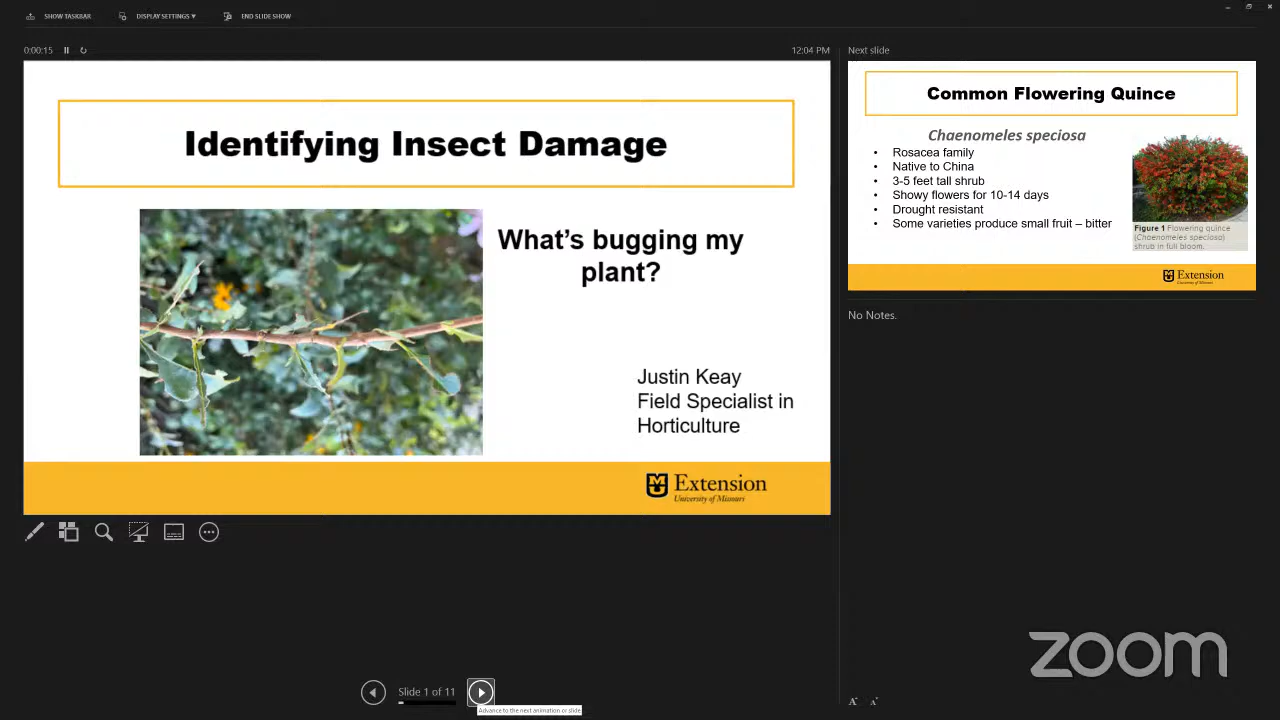 SHOW TASKBAR
DISPLAY SETTINGS ▾
END SLIDE SHOW
0:00:15
12:04 PM
Identifying Insect Damage
What's bugging my
plant?
Justin Keay
Field Specialist in
Horticulture
Extension
University of Missouri
Slide 1 of 11
Advance to the next animation or slide
Next slide
Common Flowering Quince
Chaenomeles speciosa
• Rosacea family
• Native to China
• 3-5 feet tall shrub
• Showy flowers for 10-14 days
• Drought resistant
• Some varieties produce small fruit – bitter
Figure 1 Flowering quince
(Chaenomeles speciosa)
shrub in full bloom.
Extension
University of Missouri
No Notes.
zoom
A A